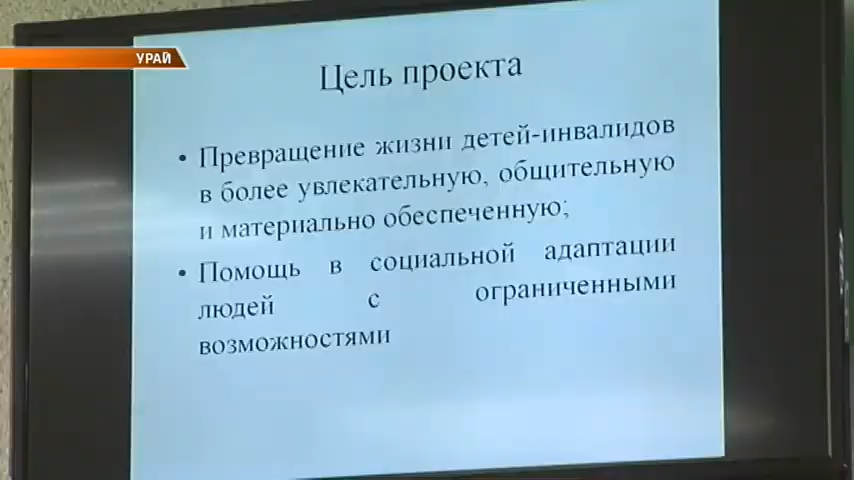 УРАЙ
Цель проекта
• Превращение жизни детей-инвалидов
в более увлекательную, общительную
и материально обеспеченную;
• Помощь в социальной адаптации
людей с ограниченными
возможностями